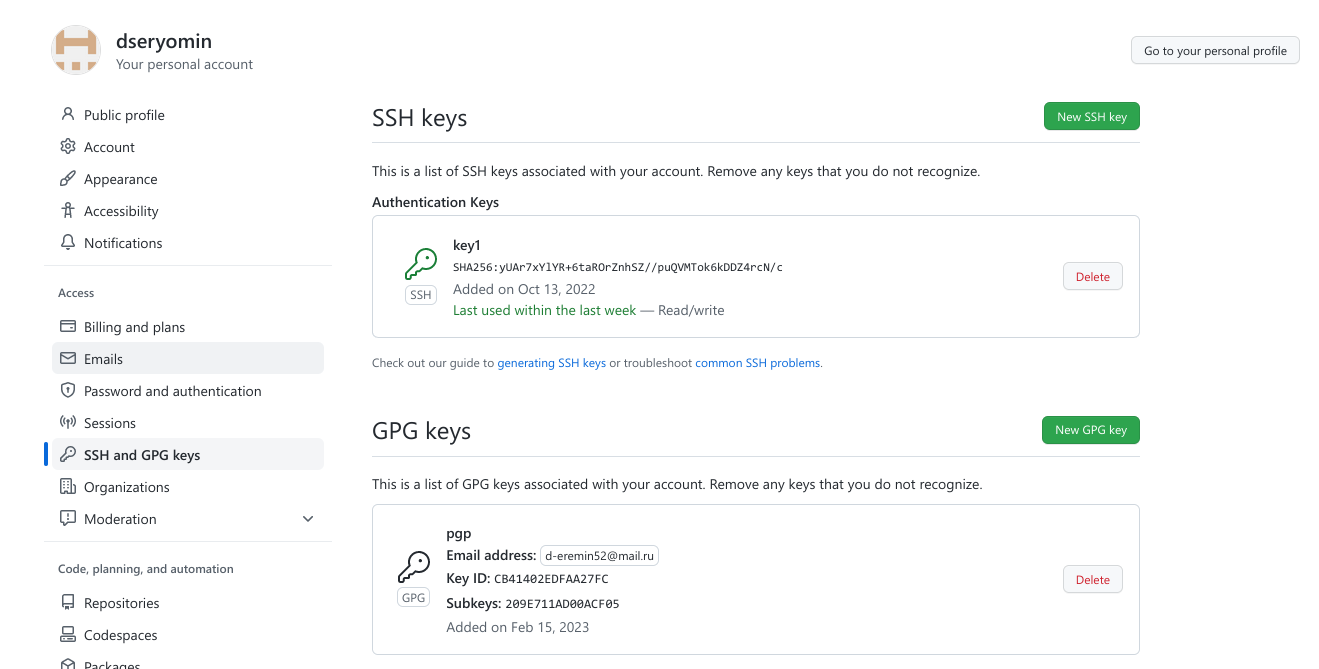 dseryomin
Your personal account
Go to your personal profile
Public profile
Account
Appearance
Accessibility
Notifications
Access
Billing and plans
Emails
Password and authentication
Sessions
SSH and GPG keys
Organizations
Moderation
Code, planning, and automation
Repositories
Codespaces
Packages
SSH keys
New SSH key
This is a list of SSH keys associated with your account. Remove any keys that you do not recognize.
Authentication Keys
key1
SHA256:yUAr7xYlYR+6taROrZnhSZ//puQVMTok6kDDZ4rcN/c
SSH
Added on Oct 13, 2022
Last used within the last week — Read/write
Delete
Check out our guide to generating SSH keys or troubleshoot common SSH problems.
GPG keys
New GPG key
This is a list of GPG keys associated with your account. Remove any keys that you do not recognize.
pgp
Email address: d-eremin52@mail.ru
Key ID: CB41402EDFAA27FC
GPG
Subkeys: 209E711AD00ACF05
Added on Feb 15, 2023
Delete